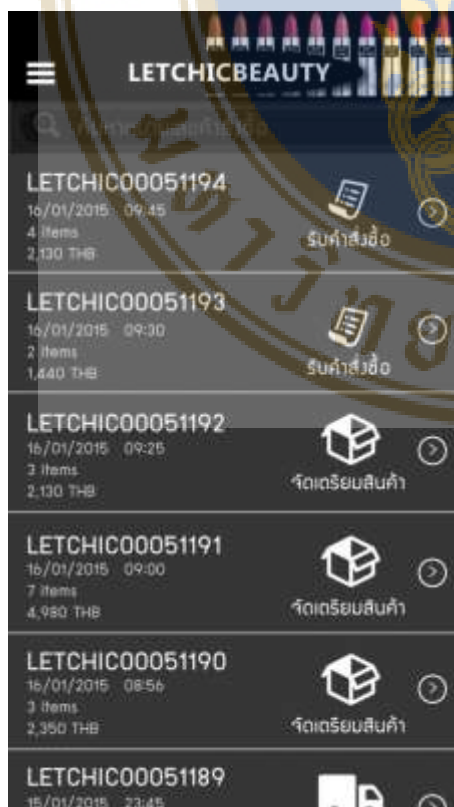 LETCHICBEAUTY
LETCHIC00051194
16/01/2015 09:45
4 Items
2,130 THB
รับคำสั่งซื้อ
LETCHIC00051193
16/01/2015 09:30
2 Items
1,440 THB
รับคำสั่งซื้อ
LETCHIC00051192
16/01/2015 09:25
3 Items
2,130 THB
จัดเตรียมสินค้า
LETCHIC00051191
16/01/2015 09:00
7 Items
4,980 THB
จัดเตรียมสินค้า
LETCHIC00051190
16/01/2015 08:56
3 Items
2,350 THB
จัดเตรียมสินค้า
LETCHIC00051189
15/01/2015 23:45